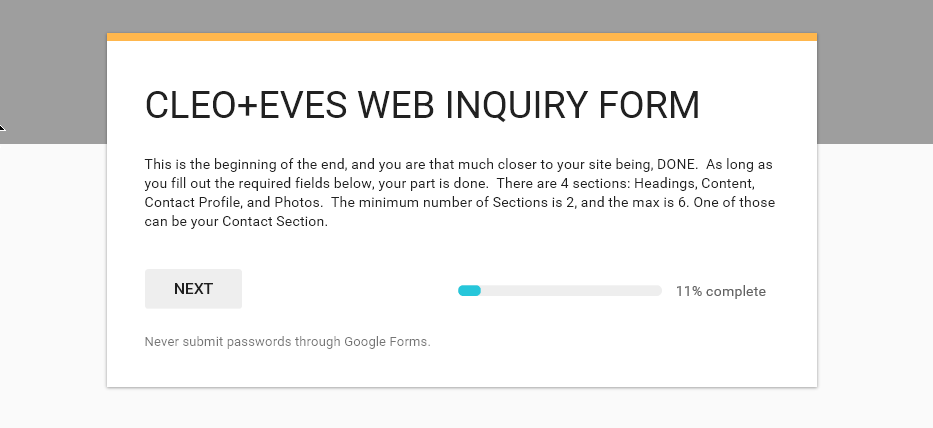 CLEO+EVES WEB INQUIRY FORM
This is the beginning of the end, and you are that much closer to your site being, DONE.  As long as
you fill out the required fields below, your part is done.  There are 4 sections: Headings, Content,
Contact Profile, and Photos.  The minimum number of Sections is 2, and the max is 6. One of those
can be your Contact Section.
NEXT
11% complete
Never submit passwords through Google Forms.